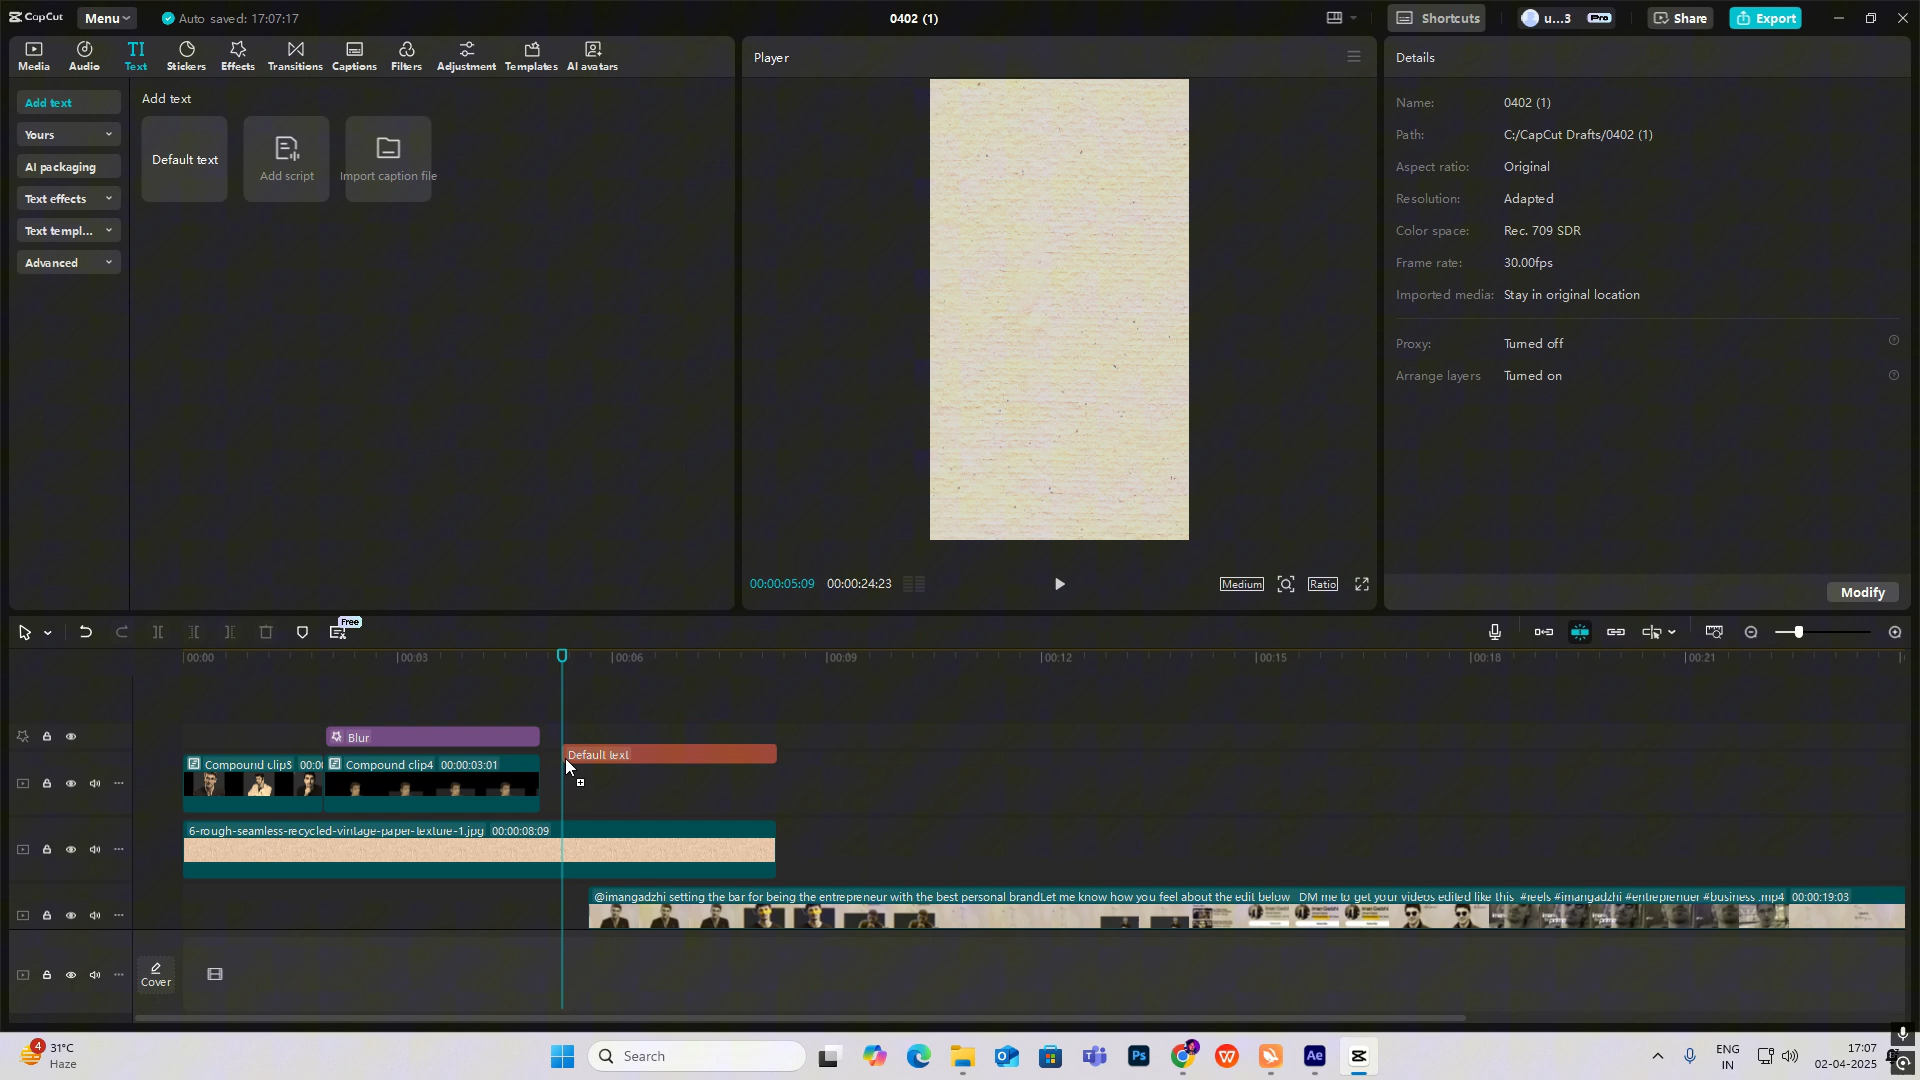 CapCut
Menu
Auto saved: 17:07:17
0402 (1)
Shortcuts
u...3
Pro
Share
Export
Media
Audio
TI
Text
Stickers
Effects
Transitions
Captions
Filters
Adjustment
Templates
AI avatars
Add text
Yours
AI packaging
Text effects
Text templ...
Advanced
Add text
Default text
Add script
Import caption file
Player
00:00:05:09
00:00:24:23
Medium
Ratio
Details
Name: 0402 (1)
Path: C:/CapCut Drafts/0402 (1)
Aspect ratio: Original
Resolution: Adapted
Color space: Rec. 709 SDR
Frame rate: 30.00fps
Imported media: Stay in original location
Proxy: Turned off
Arrange layers Turned on
Modify
Free
00:00
00:03
00:06
00:09
00:12
00:15
00:18
00:21
Blur
Default text
Compound clip4 00:00:03:01
6-rough-seamless-recycled-vintage-paper-texture-1.jpg 00:00:08:09
@imangadzhi setting the bar for being the entrepreneur with the best personal brandLet me know how you feel about the edit below DM me to get your videos edited like this #reels #imangadzhi #entreprenuer #business .mp4 00:00:19:03
Cover
4
31°C
Haze
Search
Ps
Ae
ENG
IN
17:07
02-04-2025